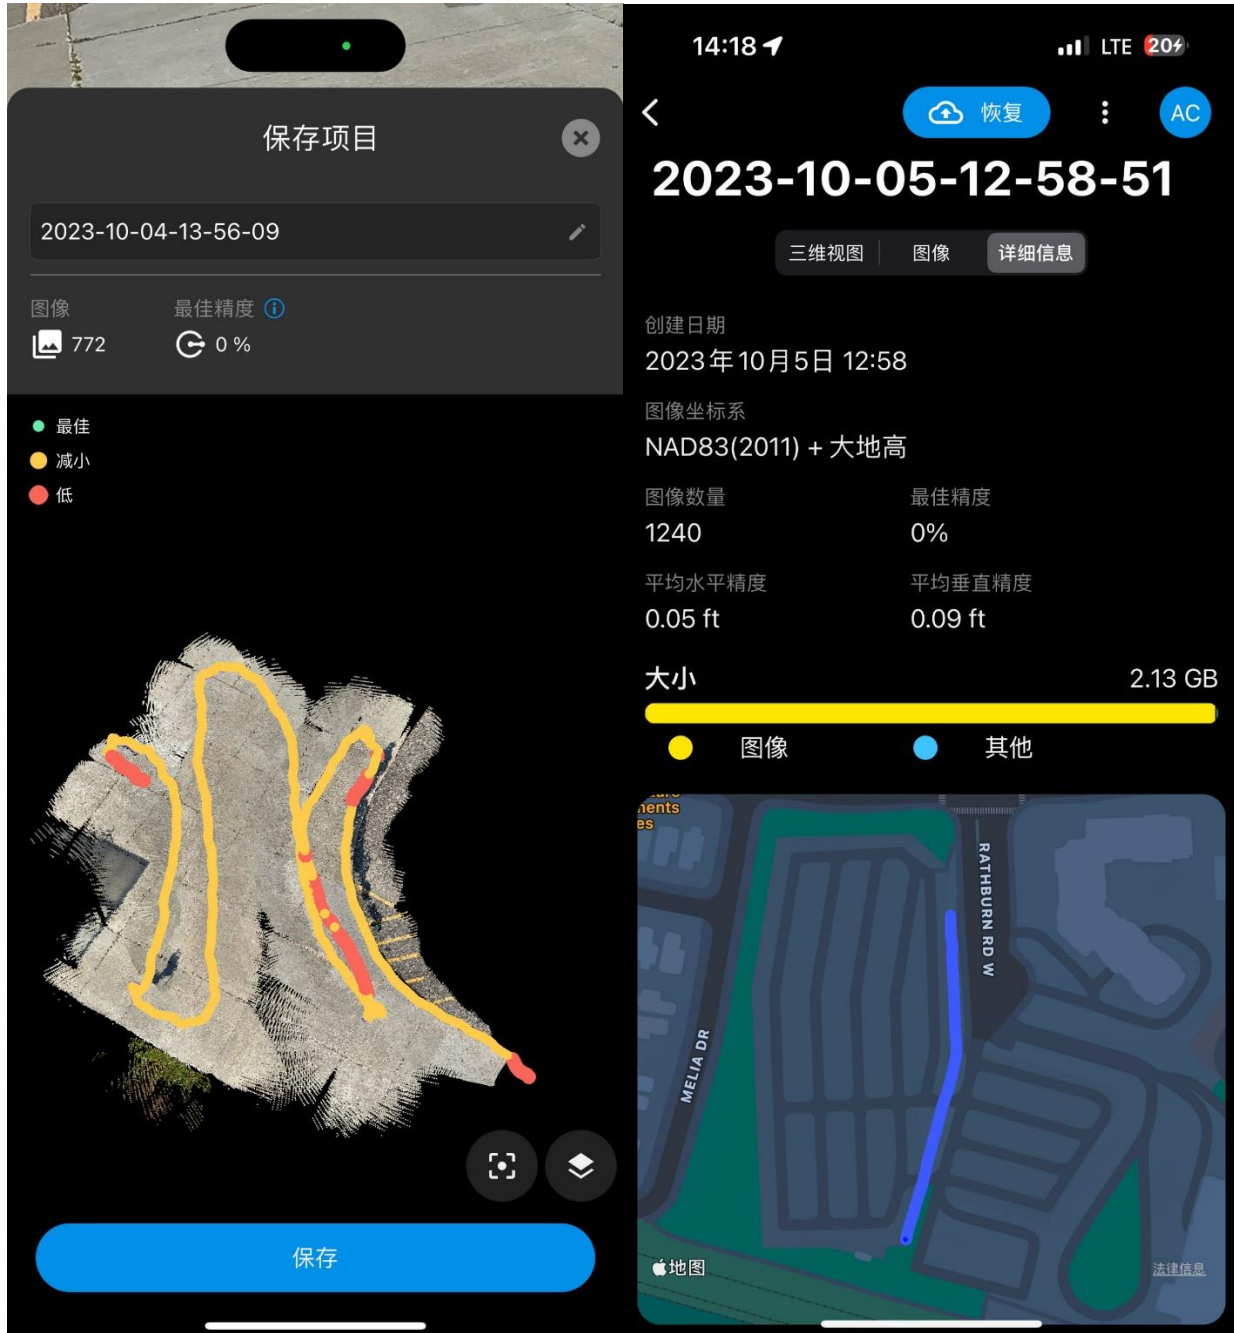 保存项目
2023-10-04-13-56-09
图像
最佳精度
772
0 %
最佳
减小
低
保存
14:18
LTE 20
恢复
AC
2023-10-05-12-58-51
三维视图
图像
详细信息
创建日期
2023年10月5日 12:58
图像坐标系
NAD83(2011) + 大地高
图像数量
最佳精度
1240
0%
平均水平精度
平均垂直精度
0.05 ft
0.09 ft
大小
2.13 GB
图像
其他
RATHBURN RD W
MELIA DR
地图
法律信息